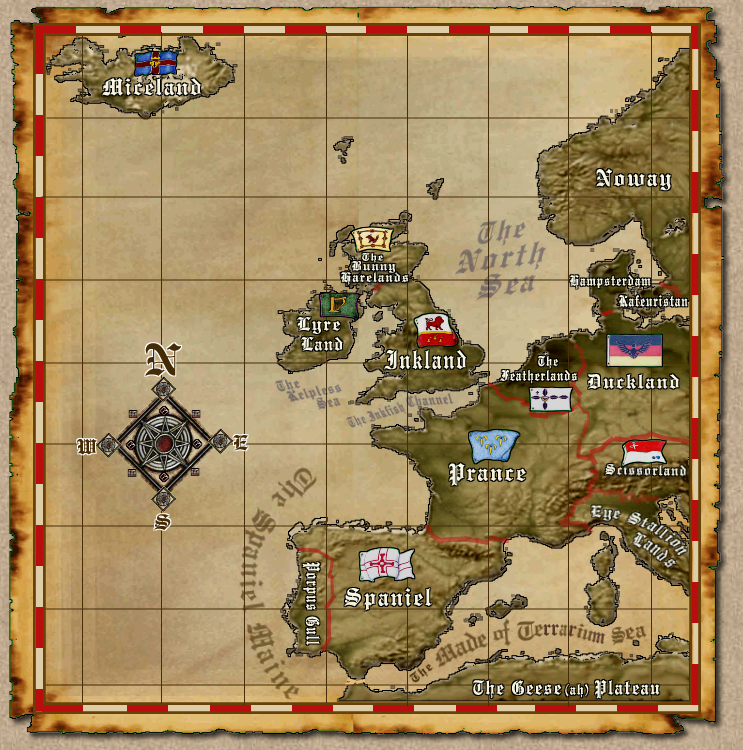 Miceland
Noway
The
North
Sea
The
Bunny
Harelands
Hampsterdam
Kafeuristan
Lyre
Land
Inkland
The
Featherlands
Duckland
The
Kelpless
Sea
The Inkfish Channel
N
W
E
S
Prance
Scissorland
Eye Stallion
Lands
The Spaniel Maine
Porpus Gull
Spaniel
The Made of Terrarium Sea
The Geese(ah) Plateau